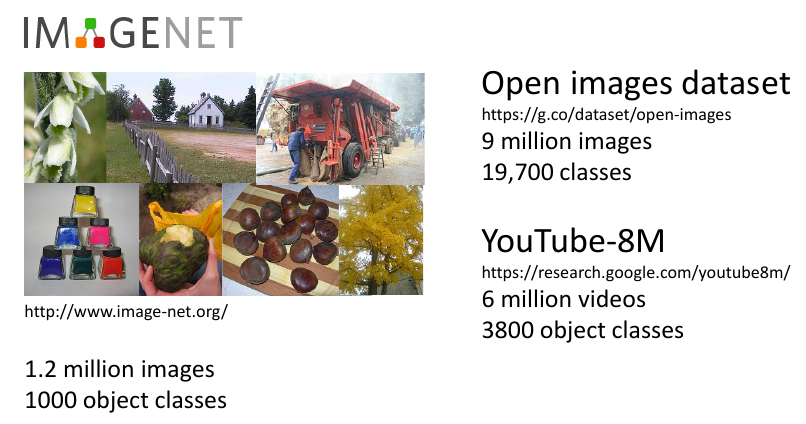 IMAGENET
http://www.image-net.org/
1.2 million images
1000 object classes
Open images dataset
https://g.co/dataset/open-images
9 million images
19,700 classes
YouTube-8M
https://research.google.com/youtube8m/
6 million videos
3800 object classes